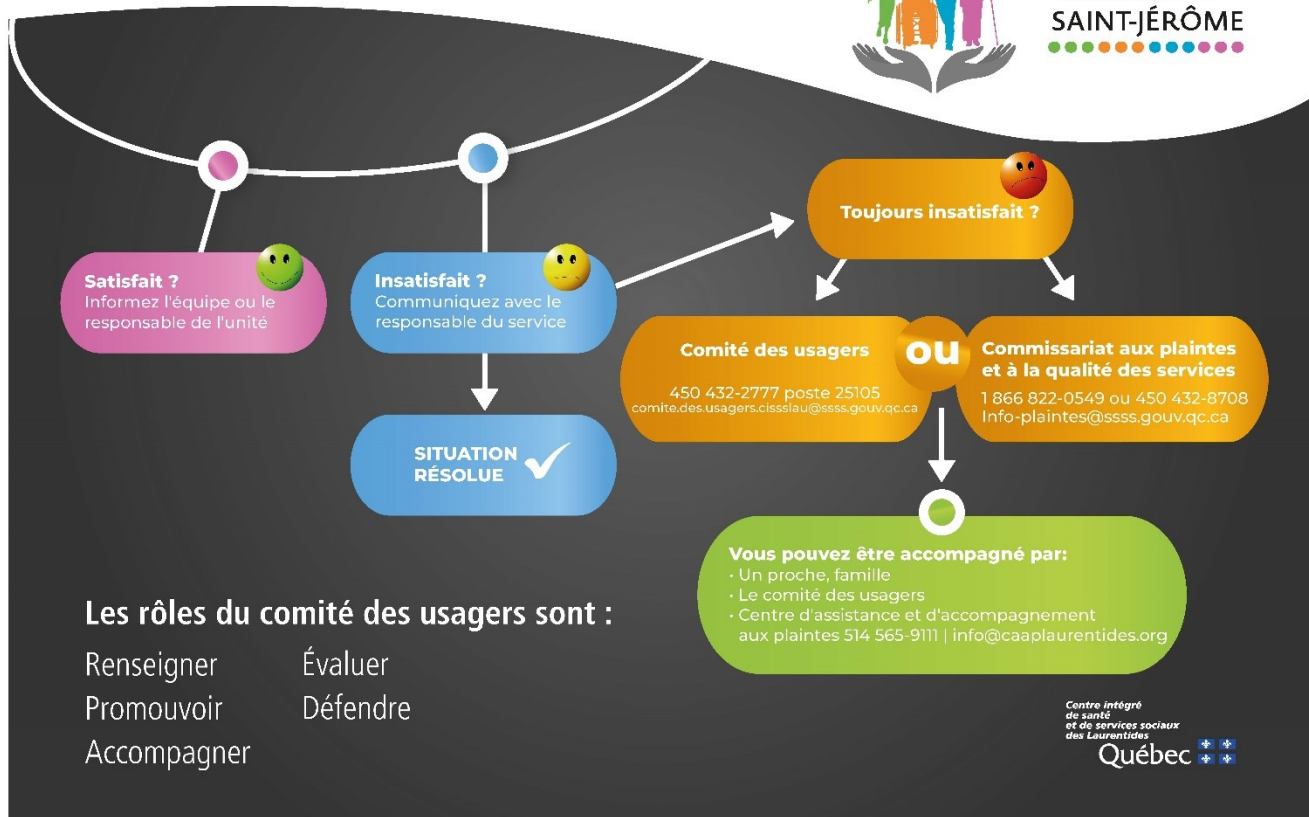 SAINT-JÉRÔME
Satisfait ?
Informez l'équipe ou le
responsable de l'unité
Insatisfait ?
Communiquez avec le
responsable du service
SITUATION
RÉSOLUE
Toujours insatisfait ?
Comité des usagers
450 432-2777 poste 25105
comite.des.usagers.cissslau@ssss.gouv.qc.ca
ou
Commissariat aux plaintes
et à la qualité des services
1 866 822-0549 ou 450 432-8708
Info-plaintes@ssss.gouv.qc.ca
Vous pouvez être accompagné par:
· Un proche, famille
· Le comité des usagers
· Centre d'assistance et d'accompagnement
aux plaintes 514 565-9111 | info@caaplaurentides.org
Les rôles du comité des usagers sont :
Renseigner
Promouvoir
Accompagner
Évaluer
Défendre
Centre intégré
de santé
et de services sociaux
des Laurentides
Québec